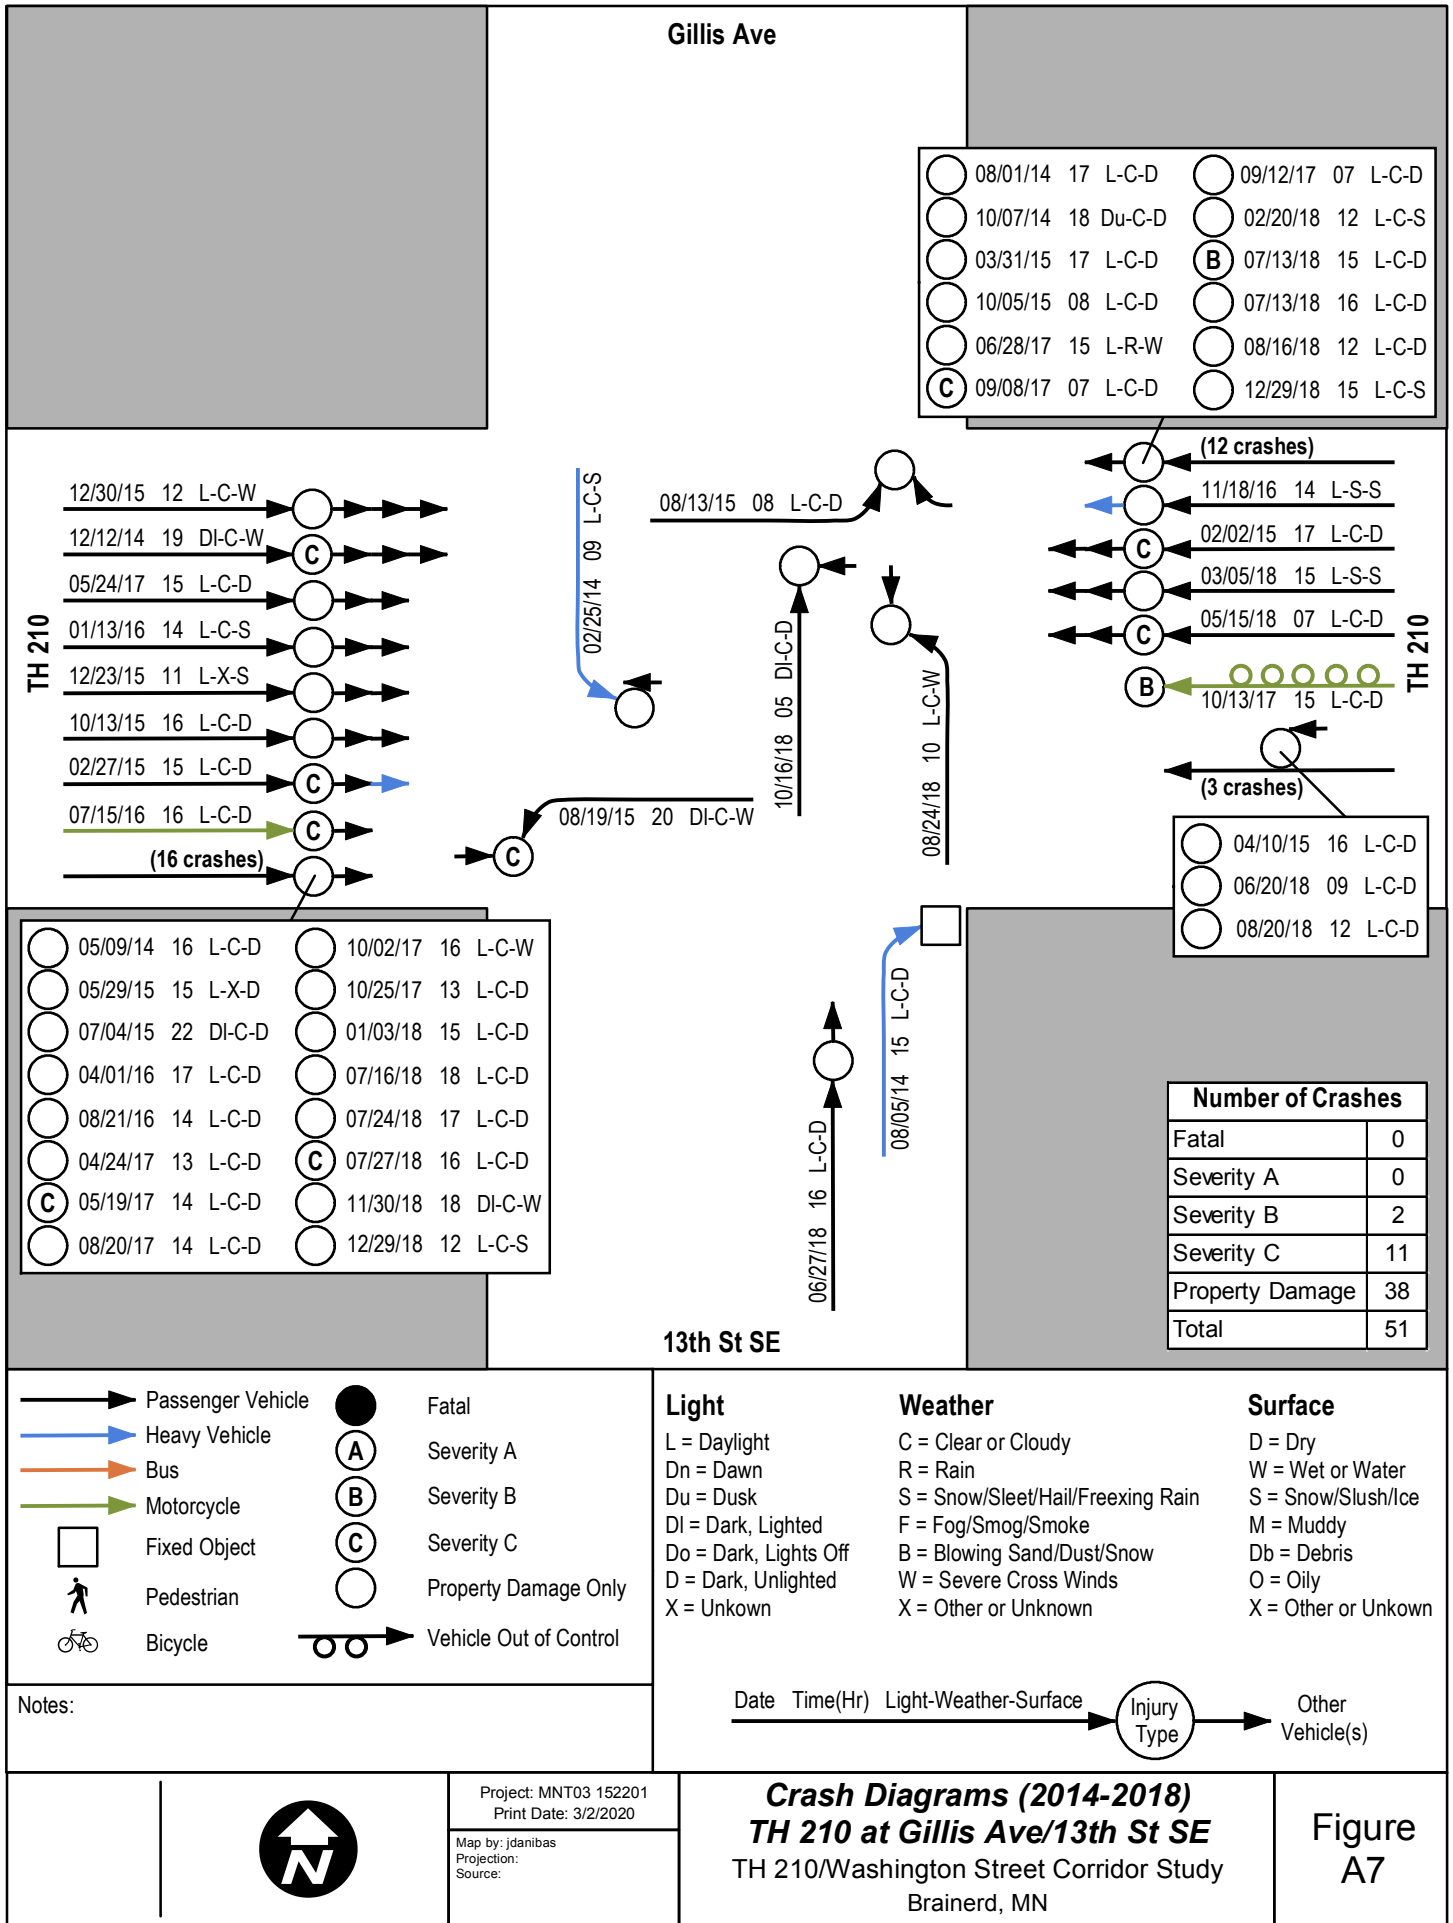 Gillis Ave
08/01/14 17 L-C-D
10/07/14 18 Du-C-D
03/31/15 17 L-C-D
10/05/15 08 L-C-D
06/28/17 15 L-R-W
C 09/08/17 07 L-C-D
09/12/17 07 L-C-D
02/20/18 12 L-C-S
B 07/13/18 15 L-C-D
07/13/18 16 L-C-D
08/16/18 12 L-C-D
12/29/18 15 L-C-S
TH 210
12/30/15 12 L-C-W
12/12/14 19 Dl-C-W
C
05/24/17 15 L-C-D
01/13/16 14 L-C-S
12/23/15 11 L-X-S
10/13/15 16 L-C-D
02/27/15 15 L-C-D
C
07/15/16 16 L-C-D
C
(16 crashes)
02/25/14 09 L-C-S
08/13/15 08 L-C-D
10/16/18 05 Dl-C-D
08/24/18 10 L-C-W
08/19/15 20 Dl-C-W
C
(12 crashes)
11/18/16 14 L-S-S
02/02/15 17 L-C-D
C
03/05/18 15 L-S-S
05/15/18 07 L-C-D
C
B
10/13/17 15 L-C-D
(3 crashes)
TH 210
04/10/15 16 L-C-D
06/20/18 09 L-C-D
08/20/18 12 L-C-D
05/09/14 16 L-C-D
05/29/15 15 L-X-D
07/04/15 22 Dl-C-D
04/01/16 17 L-C-D
08/21/16 14 L-C-D
04/24/17 13 L-C-D
C 05/19/17 14 L-C-D
08/20/17 14 L-C-D
10/02/17 16 L-C-W
10/25/17 13 L-C-D
01/03/18 15 L-C-D
07/16/18 18 L-C-D
07/24/18 17 L-C-D
C 07/27/18 16 L-C-D
11/30/18 18 Dl-C-W
12/29/18 12 L-C-S
06/27/18 16 L-C-D
08/05/14 15 L-C-D
13th St SE
Number of Crashes
Fatal 0
Severity A 0
Severity B 2
Severity C 11
Property Damage 38
Total 51
Passenger Vehicle
Heavy Vehicle
Bus
Motorcycle
Fixed Object
Pedestrian
Bicycle
Fatal
A Severity A
B Severity B
C Severity C
Property Damage Only
Vehicle Out of Control
Light
L = Daylight
Dn = Dawn
Du = Dusk
Dl = Dark, Lighted
Do = Dark, Lights Off
D = Dark, Unlighted
X = Unkown
Weather
C = Clear or Cloudy
R = Rain
S = Snow/Sleet/Hail/Freexing Rain
F = Fog/Smog/Smoke
B = Blowing Sand/Dust/Snow
W = Severe Cross Winds
X = Other or Unknown
Surface
D = Dry
W = Wet or Water
S = Snow/Slush/Ice
M = Muddy
Db = Debris
O = Oily
X = Other or Unkown
Date Time(Hr) Light-Weather-Surface
Injury
Type
Other
Vehicle(s)
Notes:
N
Project: MNT03 152201
Print Date: 3/2/2020
Map by: jdanibas
Projection:
Source:
Crash Diagrams (2014-2018)
TH 210 at Gillis Ave/13th St SE
TH 210/Washington Street Corridor Study
Brainerd, MN
Figure
A7